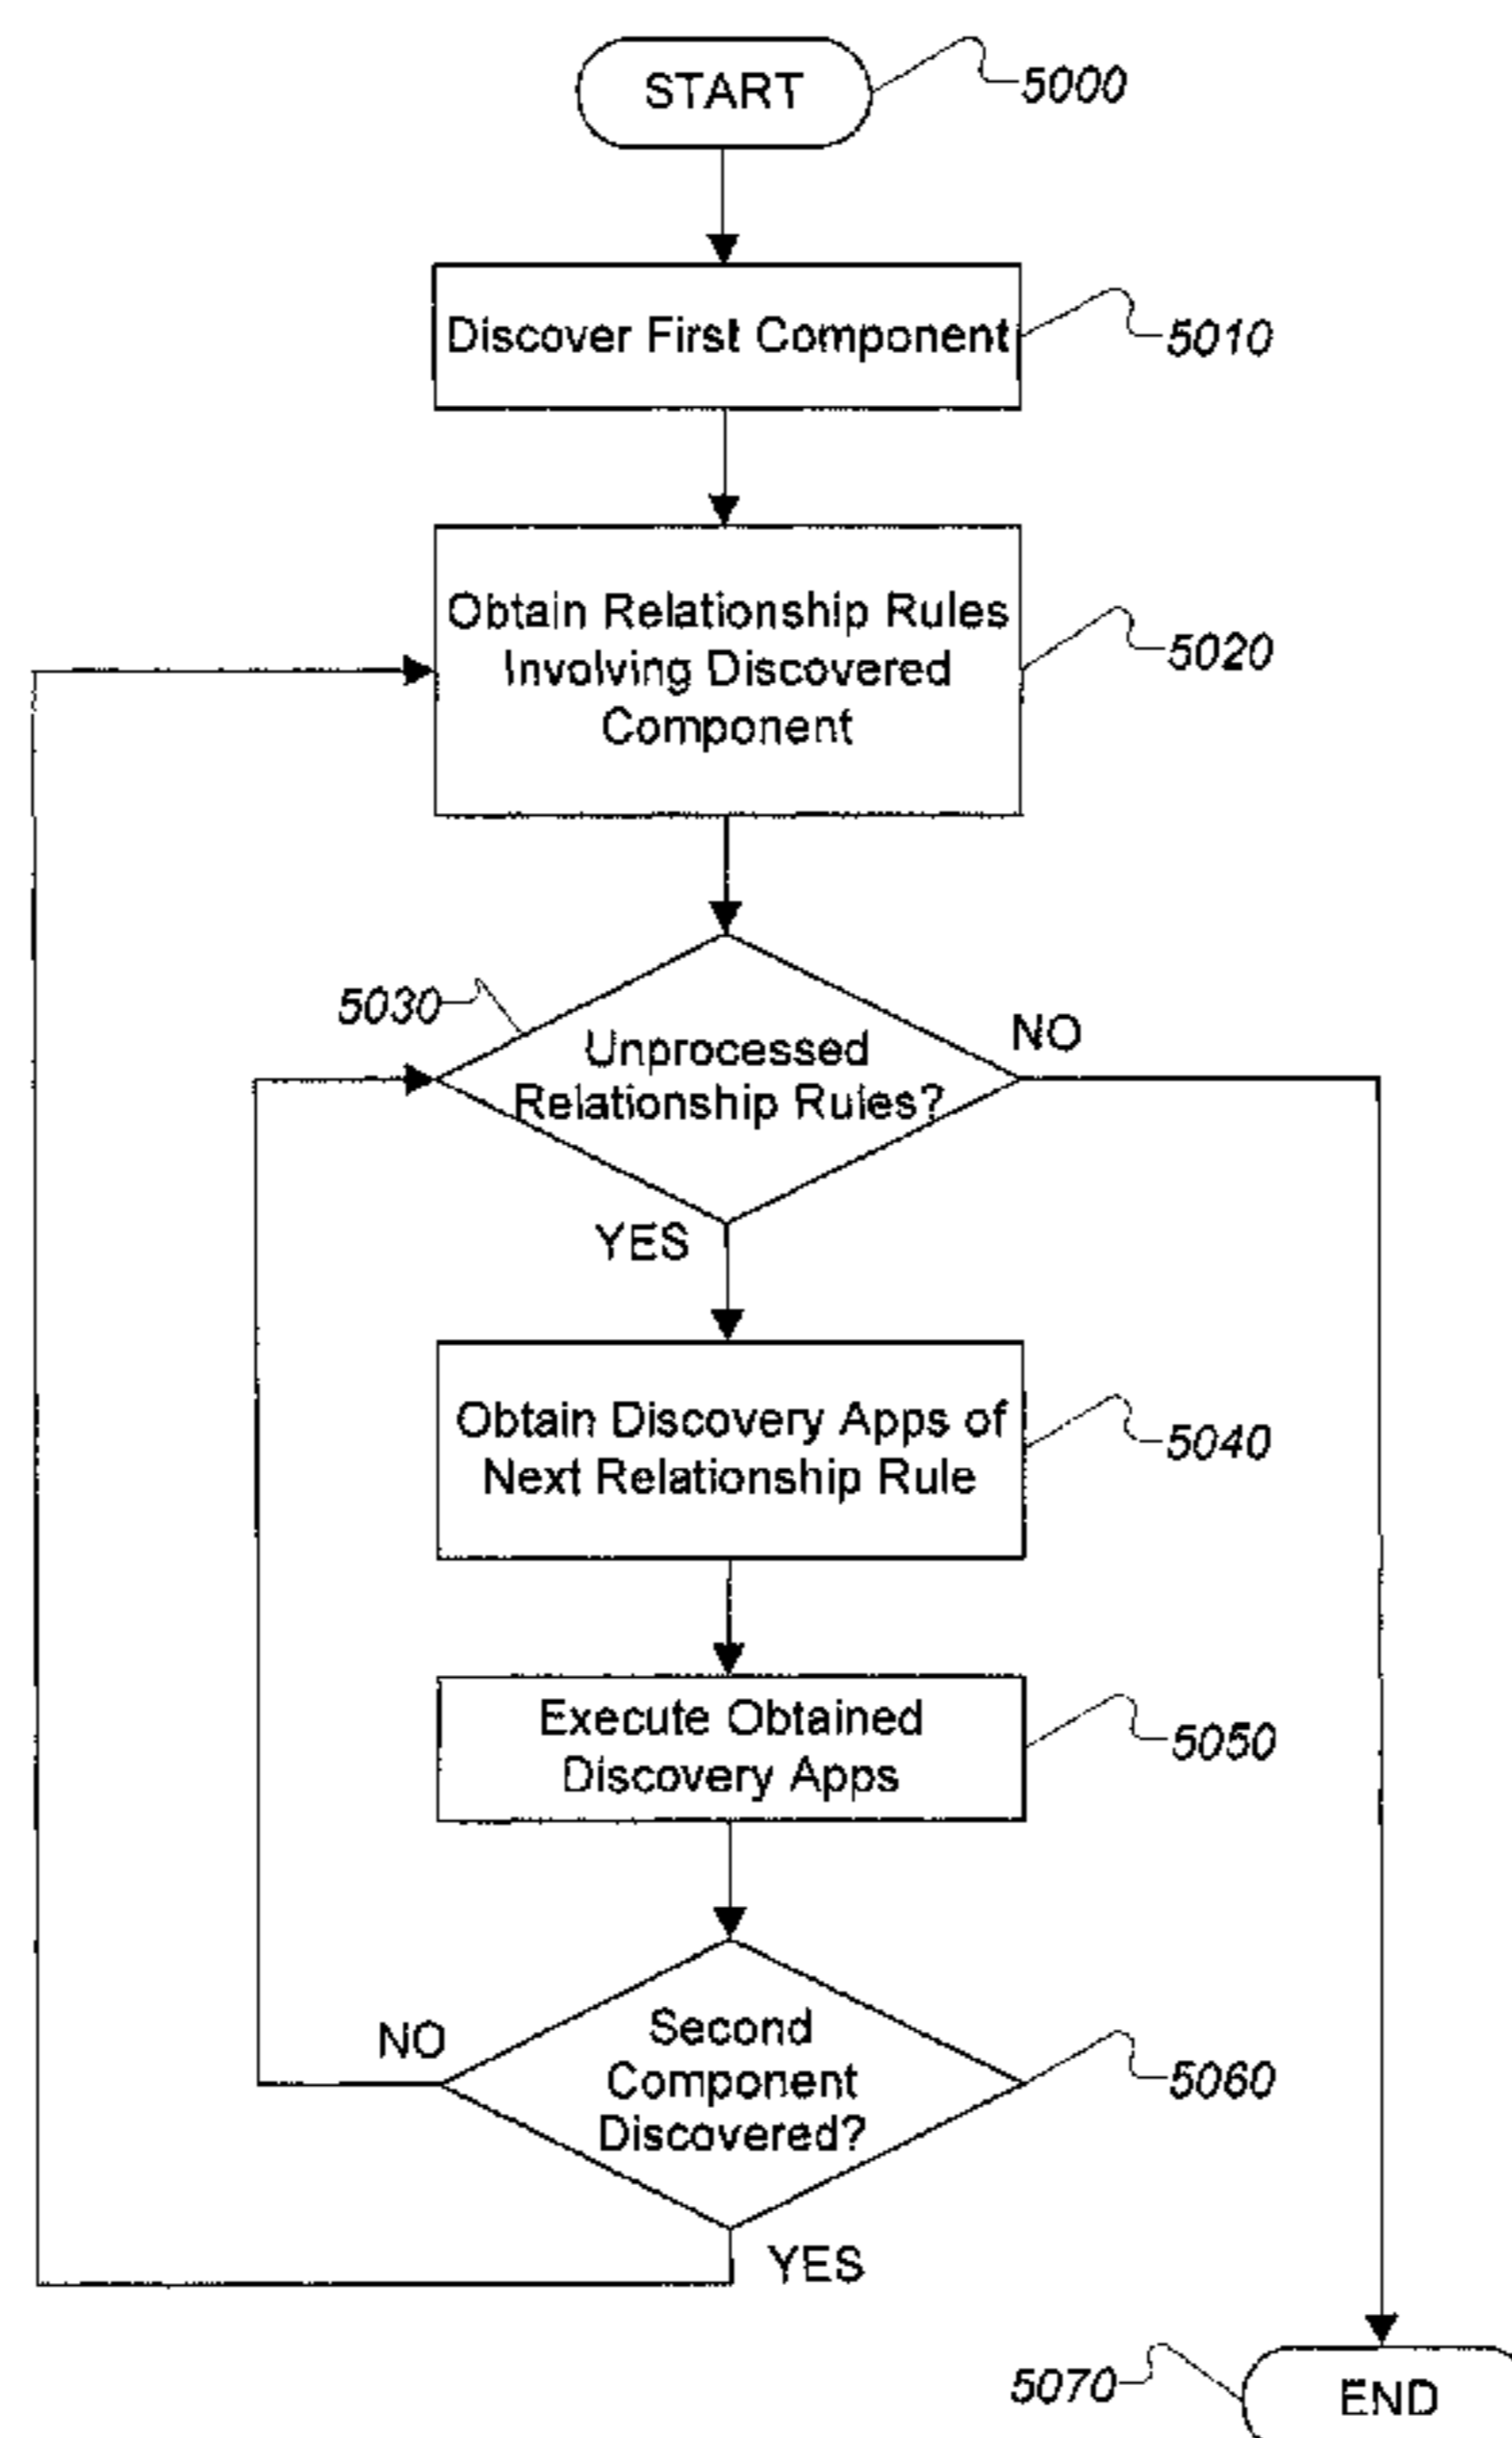 START
5000
Discover First Component
5010
Obtain Relationship Rules
Involving Discovered
Component
5020
5030
Unprocessed
Relationship Rules?
NO
YES
Obtain Discovery Apps of
Next Relationship Rule
5040
Execute Obtained
Discovery Apps
5050
NO
Second
Component
Discovered?
5060
YES
5070
END